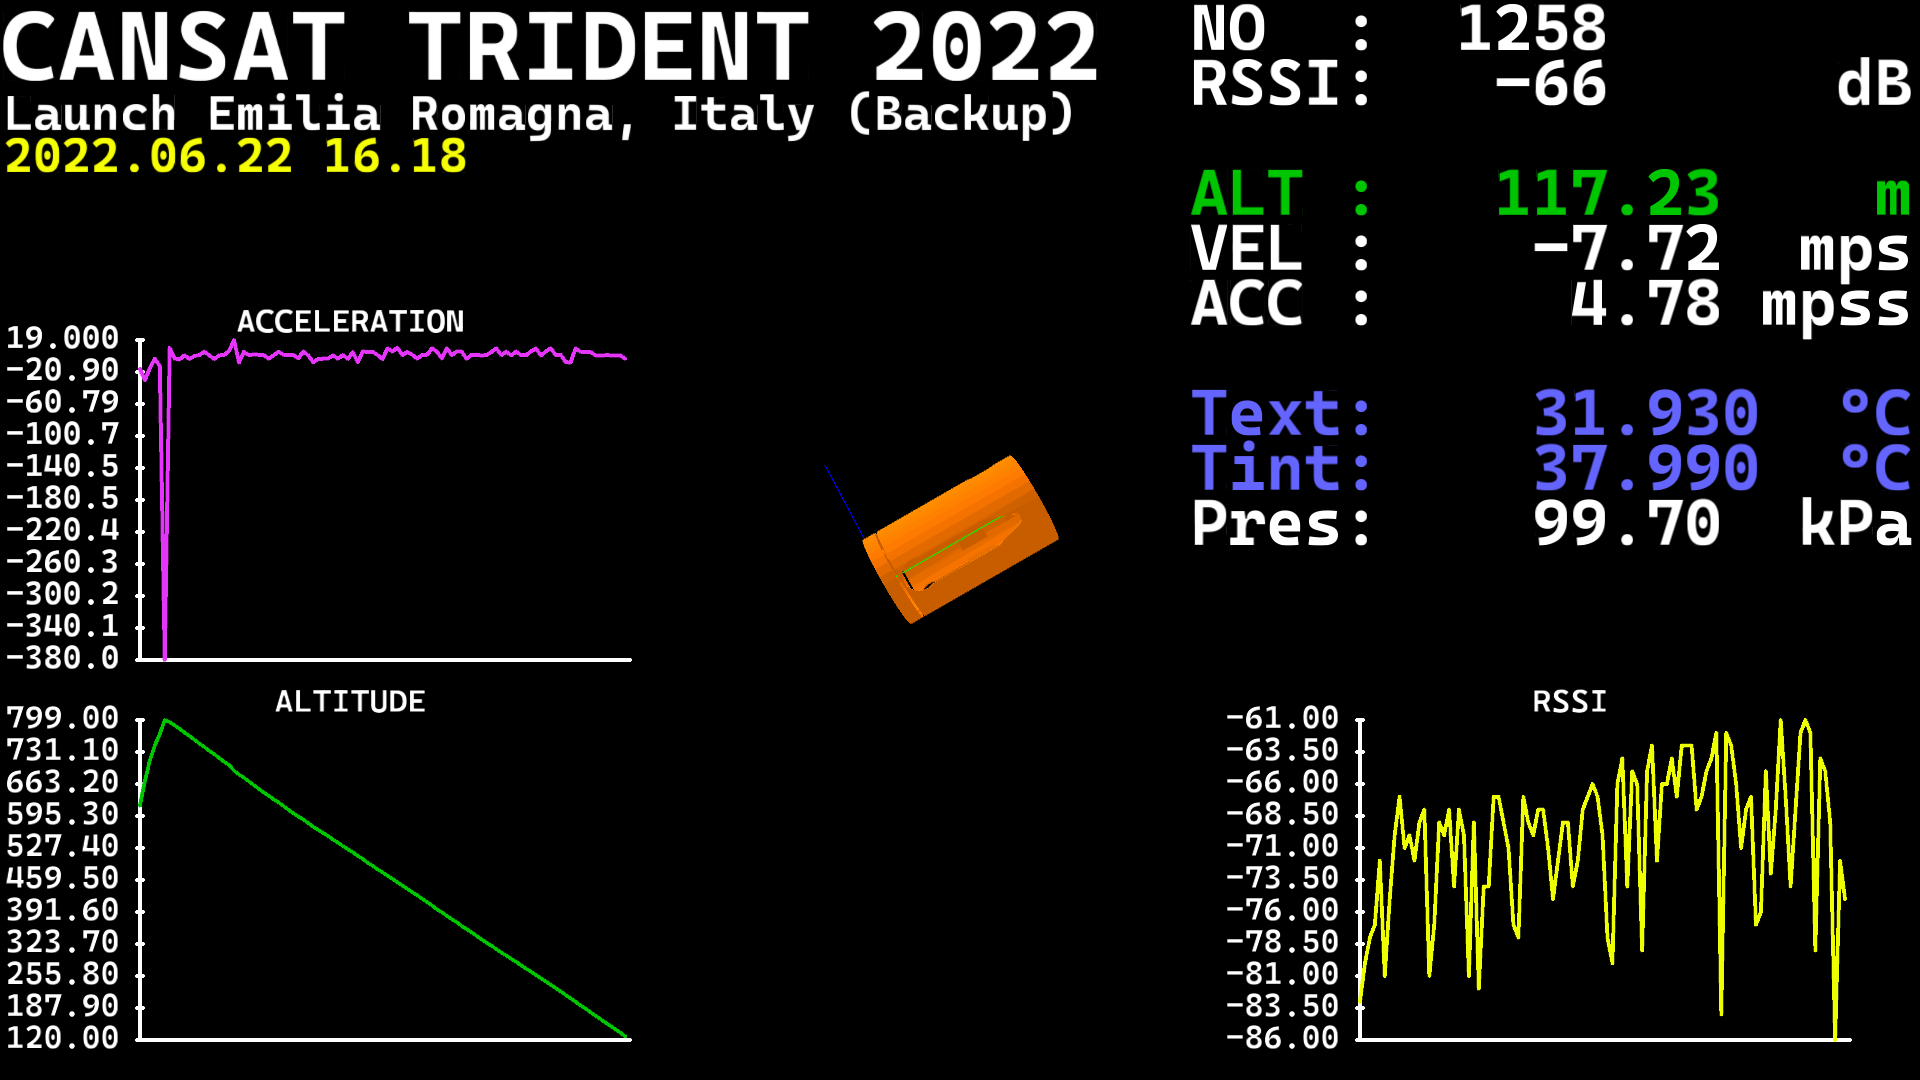 CANSAT TRIDENT 2022
Launch Emilia Romagna, Italy (Backup)
2022.06.22 16.18
NO : 1258
RSSI: -66 dB
ALT : 117.23 m
VEL : -7.72 mps
ACC : 4.78 mpss
Text: 31.930 °C
Tint: 37.990 °C
Pres: 99.70 kPa
ACCELERATION
19.000
-20.90
-60.79
-100.7
-140.5
-180.5
-220.4
-260.3
-300.2
-340.1
-380.0
ALTITUDE
799.00
731.10
663.20
595.30
527.40
459.50
391.60
323.70
255.80
187.90
120.00
RSSI
-61.00
-63.50
-66.00
-68.50
-71.00
-73.50
-76.00
-78.50
-81.00
-83.50
-86.00